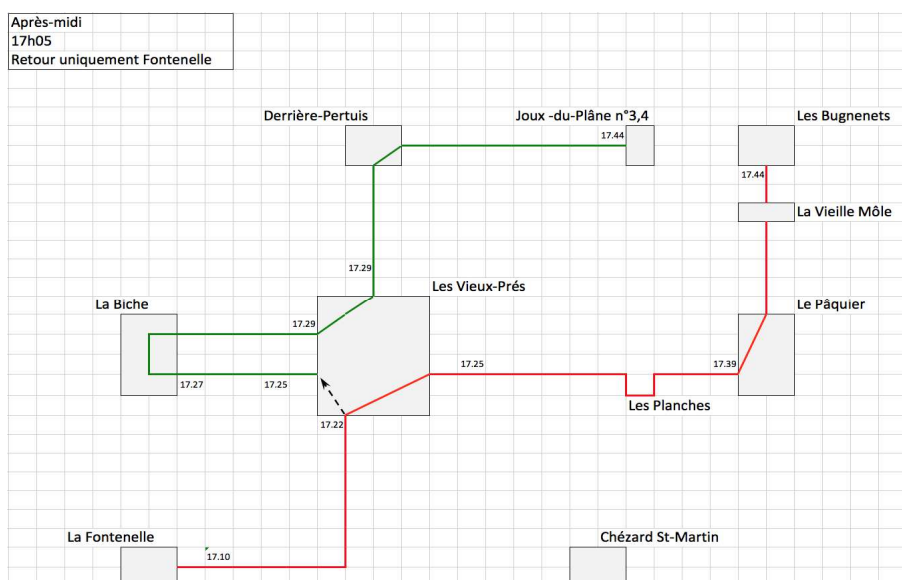 Après-midi
17h05
Retour uniquement Fontenelle
Derrière-Pertuis
Joux -du-Plâne n°3,4
Les Bugnenets
17.44
17.44
La Vieille Môle
17.29
Les Vieux-Prés
La Biche
Le Pâquier
17.29
17.25
17.39
17.27
17.25
Les Planches
17.22
La Fontenelle
Chézard St-Martin
17.10